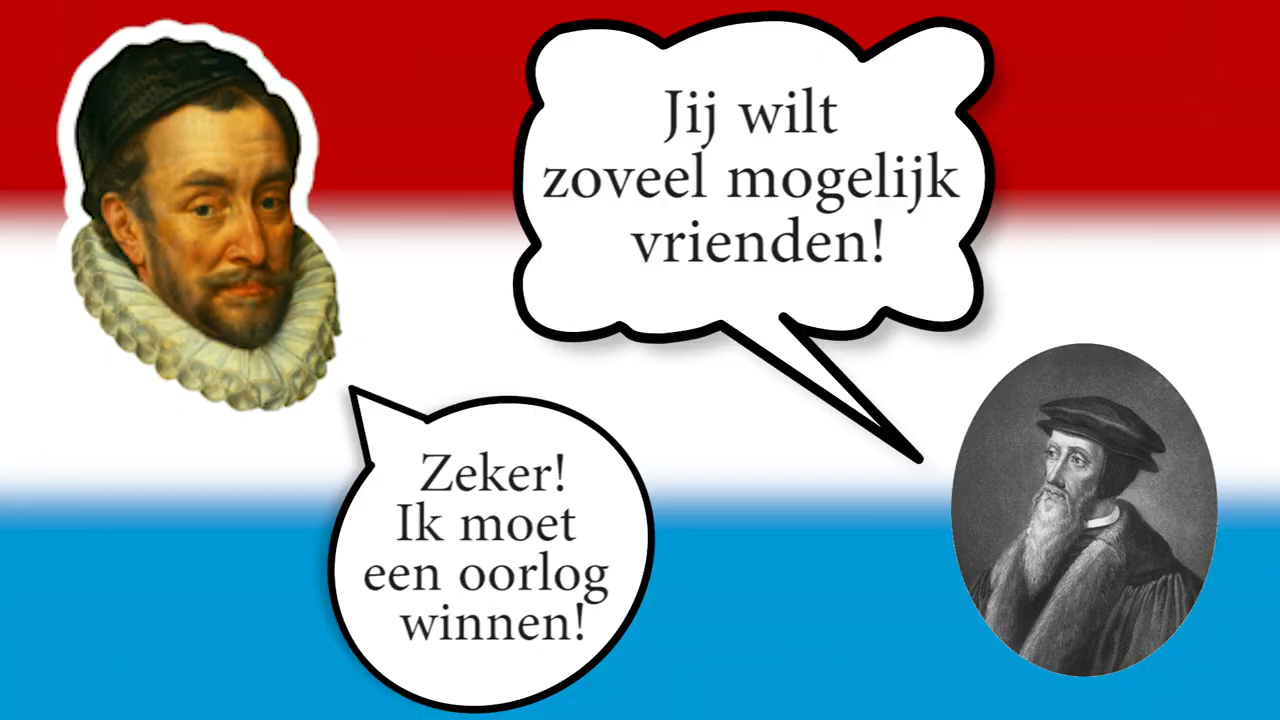 Jij wilt
zoveel mogelijk
vrienden!
Zeker!
Ik moet
een oorlog
winnen!